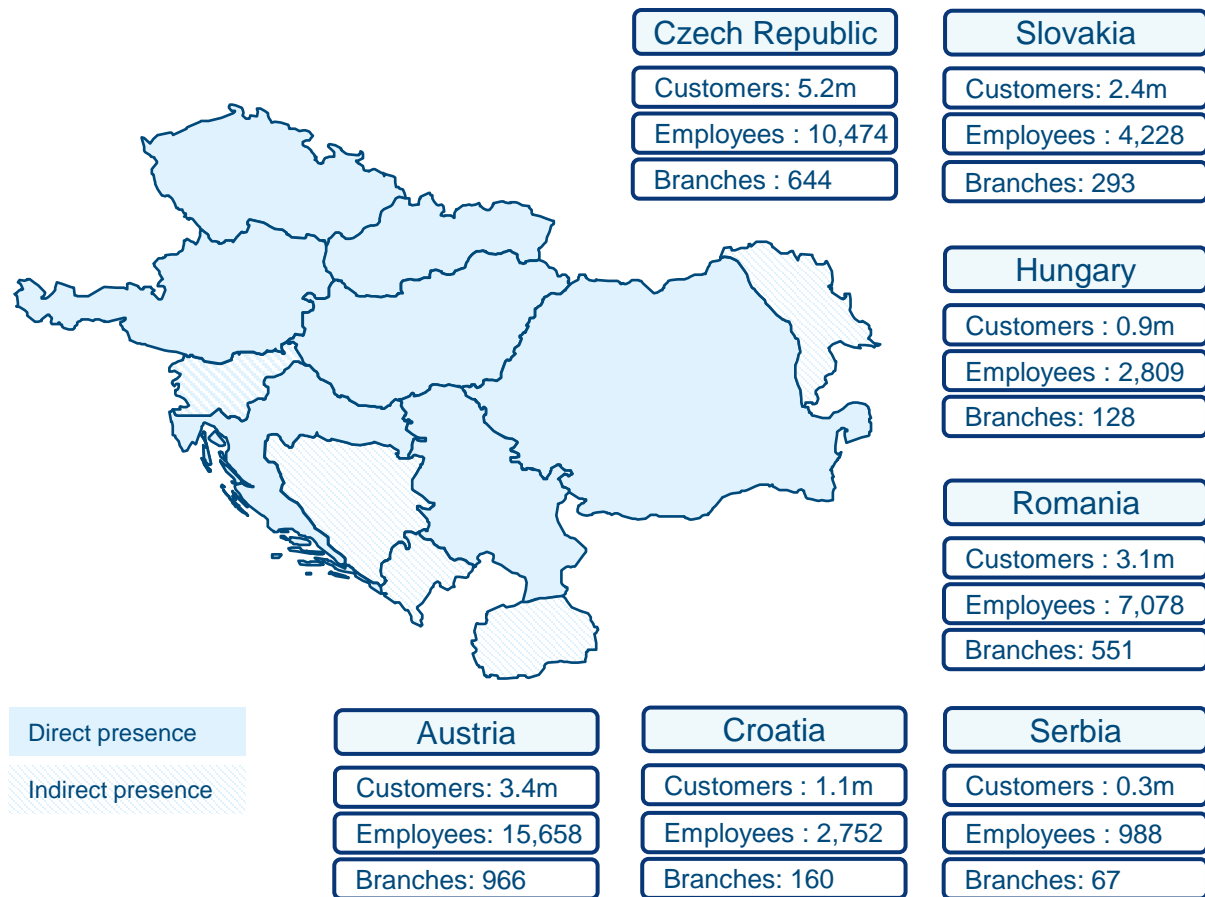 Czech Republic
Customers: 5.2m
Employees : 10,474
Branches : 644
Slovakia
Customers: 2.4m
Employees : 4,228
Branches: 293
Hungary
Customers : 0.9m
Employees : 2,809
Branches: 128
Romania
Customers : 3.1m
Employees : 7,078
Branches: 551
Direct presence
Indirect presence
Austria
Customers: 3.4m
Employees: 15,658
Branches: 966
Croatia
Customers : 1.1m
Employees : 2,752
Branches: 160
Serbia
Customers : 0.3m
Employees : 988
Branches: 67